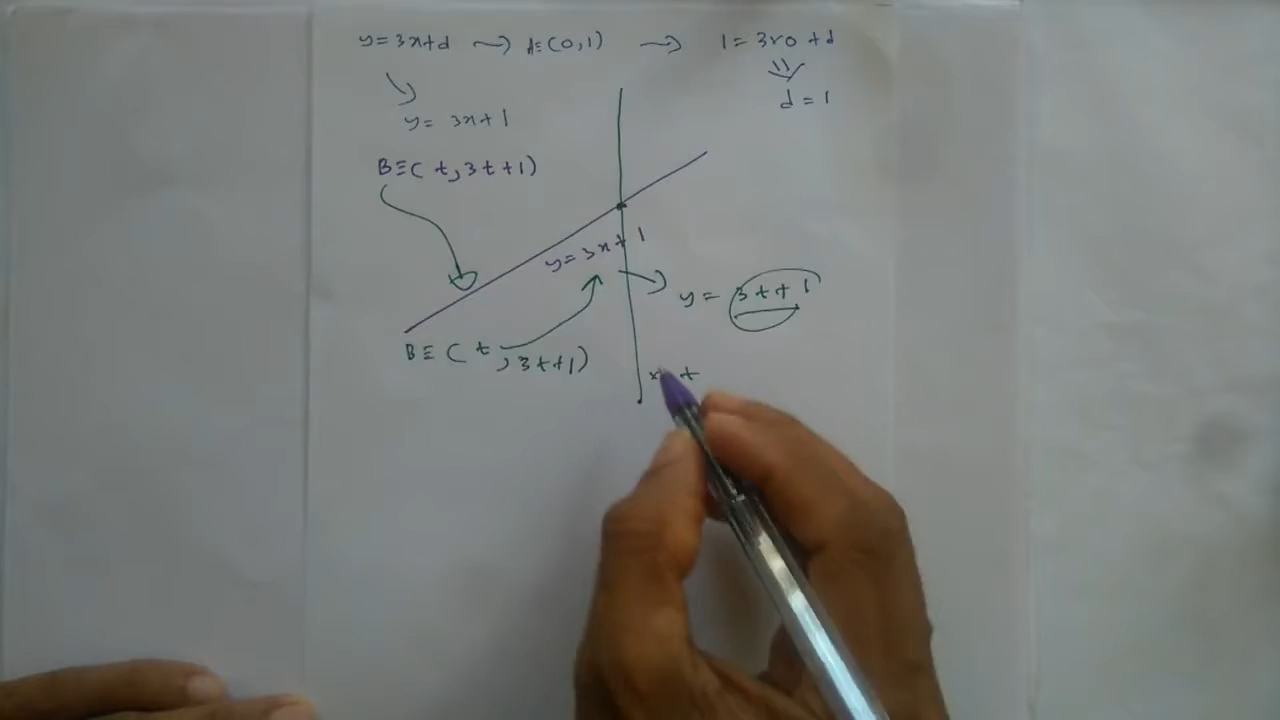 y=3x+d → d≡(0,1) → 1=3×0+d
d=1
y=3x+1
B≡(t,3t+1)
y=3x+1
y=3t+1
B≡(t,3t+1)
t